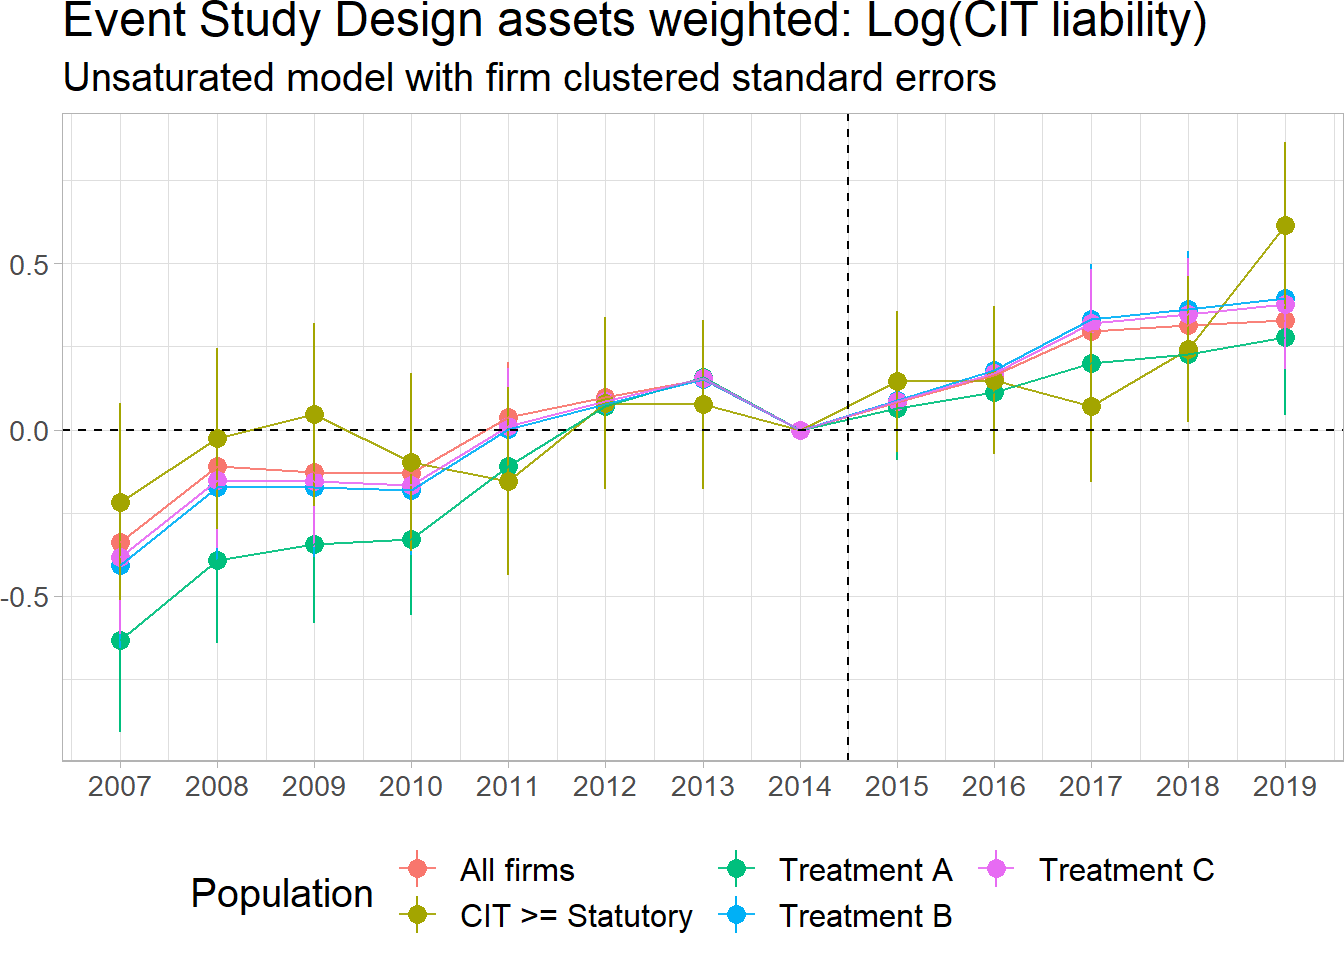 Event Study Design assets weighted: Log(CIT liability)
Unsaturated model with firm clustered standard errors
0.5
0.0
-0.5
2007 2008 2009 2010 2011 2012 2013 2014 2015 2016 2017 2018 2019
Population
All firms
CIT >= Statutory
Treatment A
Treatment B
Treatment C